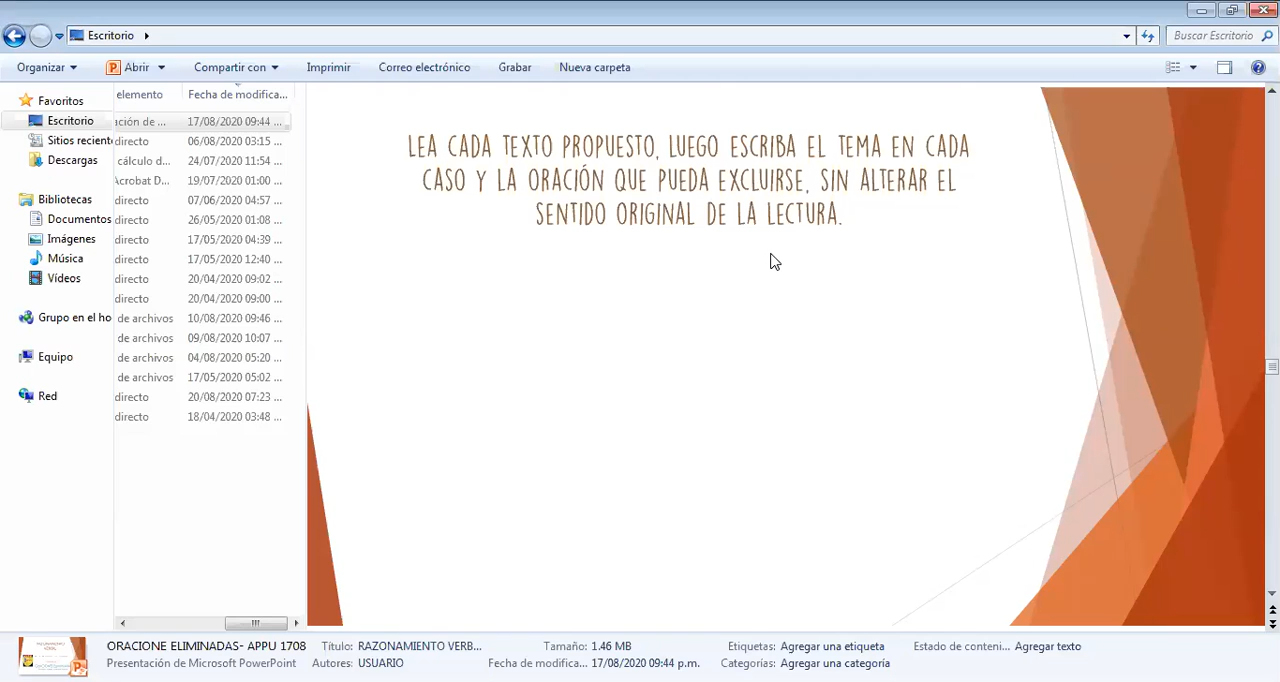 Escritorio
Buscar Escritorio
Organizar
Abrir
Compartir con
Imprimir
Correo electrónico
Grabar
Nueva carpeta
Favoritos
Escritorio
Sitios recient
Descargas
Bibliotecas
Documentos
Imágenes
Música
Vídeos
Grupo en el ho
Equipo
Red
elemento Fecha de modifica...
ación de ... 17/08/2020 09:44 ...
directo 06/08/2020 03:15 ...
cálculo d... 24/07/2020 11:54 ...
Acrobat D... 19/07/2020 01:00 ...
directo 07/06/2020 04:57 ...
directo 26/05/2020 01:08 ...
directo 17/05/2020 04:39 ...
directo 17/05/2020 12:40 ...
directo 20/04/2020 09:02 ...
directo 20/04/2020 09:00 ...
de archivos 10/08/2020 09:46 ...
de archivos 09/08/2020 10:07 ...
de archivos 04/08/2020 05:20 ...
de archivos 17/05/2020 05:02 ...
directo 20/08/2020 07:23 ...
directo 18/04/2020 03:48 ...
LEA CADA TEXTO PROPUESTO, LUEGO ESCRIBA EL TEMA EN CADA
CASO Y LA ORACIÓN QUE PUEDA EXCLUIRSE, SIN ALTERAR EL
SENTIDO ORIGINAL DE LA LECTURA.
ORACIONE ELIMINADAS- APPU 1708 Título: RAZONAMIENTO VERB... Tamaño: 1.46 MB Etiquetas: Agregar una etiqueta Estado de conteni... Agregar texto
Presentación de Microsoft PowerPoint Autores: USUARIO Fecha de modifica... 17/08/2020 09:44 p.m. Categorías: Agregar una categoría